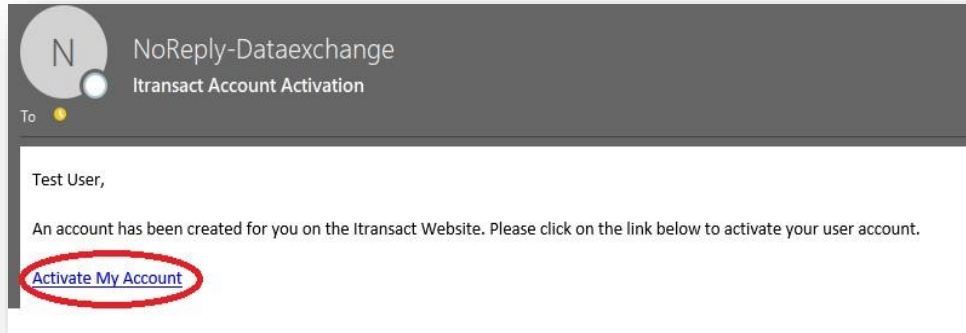 N
NoReply-Dataexchange
Itransact Account Activation
To
Test User,
An account has been created for you on the Itransact Website. Please click on the link below to activate your user account.
Activate My Account